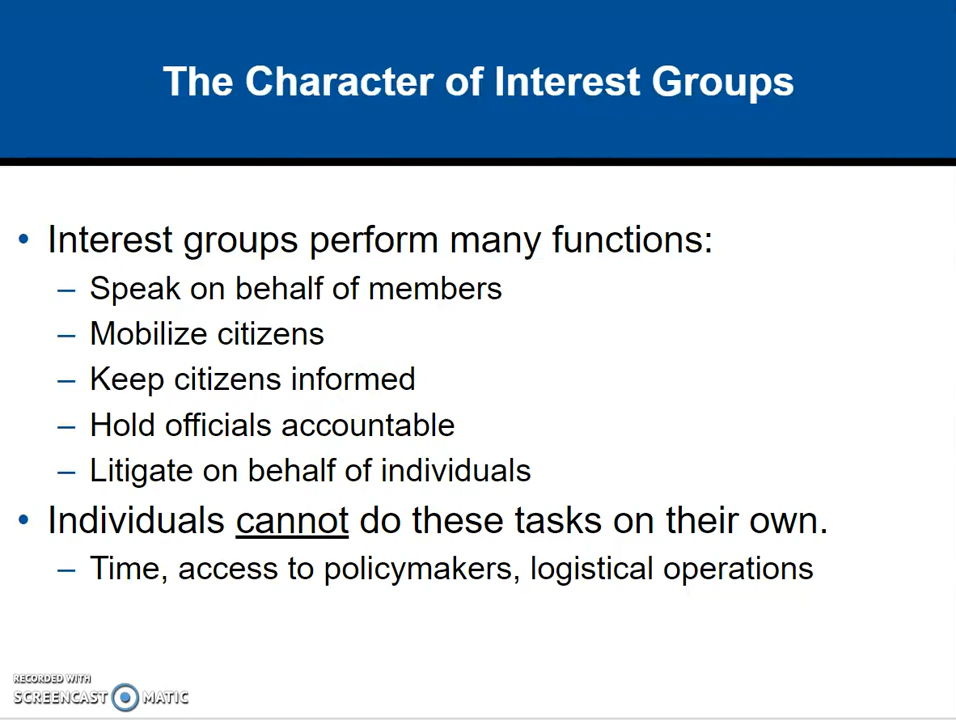 The Character of Interest Groups
• Interest groups perform many functions:
– Speak on behalf of members
– Mobilize citizens
– Keep citizens informed
– Hold officials accountable
– Litigate on behalf of individuals
• Individuals cannot do these tasks on their own.
– Time, access to policymakers, logistical operations
RECORDED WITH
SCREENCAST MATIC